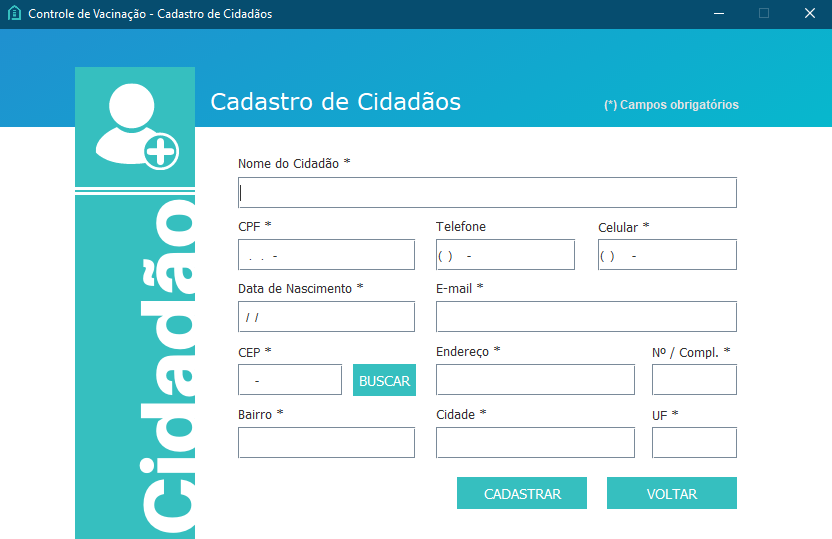 Controle de Vacinação - Cadastro de Cidadãos
Cadastro de Cidadãos
(*) Campos obrigatórios
Cidadão
Nome do Cidadão *
CPF * Telefone Celular *
. . - ( ) - ( ) -
Data de Nascimento * E-mail *
/ /
CEP * Endereço * Nº / Compl. *
- BUSCAR
Bairro * Cidade * UF *
CADASTRAR VOLTAR